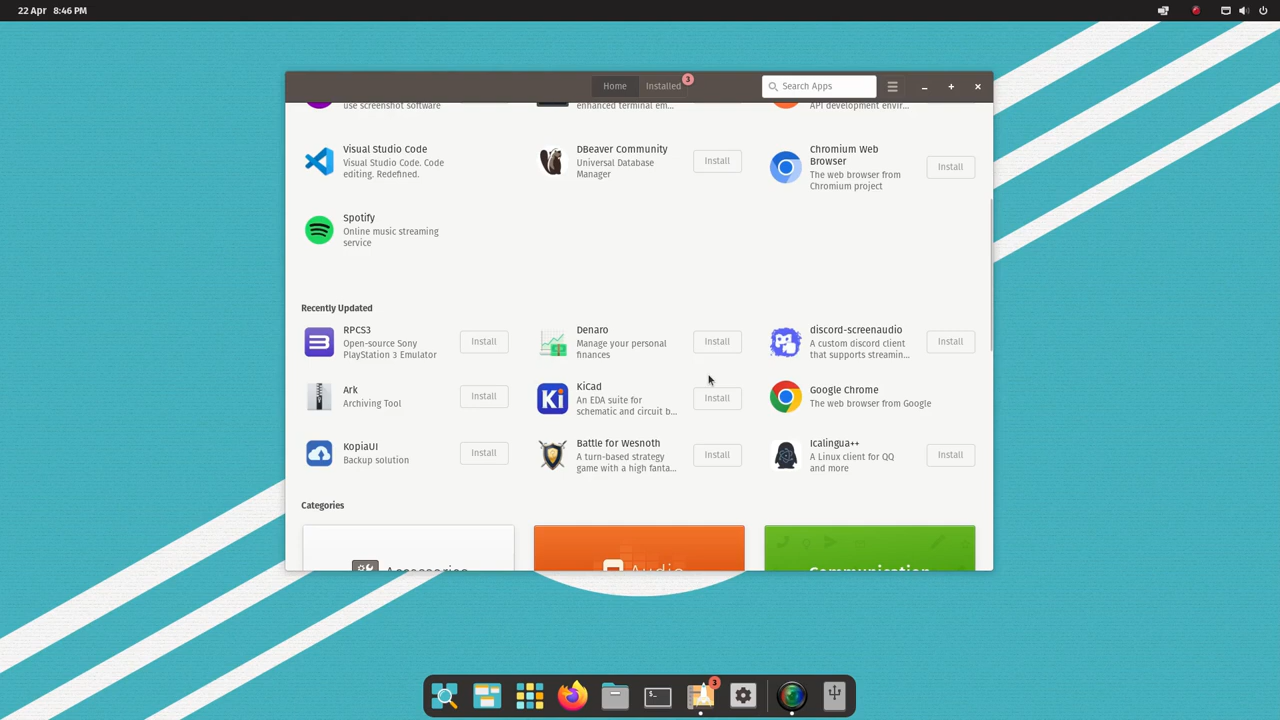 22 Apr 8:46 PM
Home
Installed 3
Search Apps
use screenshot software
enhanced terminal em...
API development envir...
Visual Studio Code
Visual Studio Code. Code
editing. Redefined.
DBeaver Community
Universal Database
Manager
Install
Chromium Web
Browser
The web browser from
Chromium project
Install
Spotify
Online music streaming
service
Recently Updated
RPCS3
Open-source Sony
PlayStation 3 Emulator
Install
Denaro
Manage your personal
finances
Install
discord-screenaudio
A custom discord client
that supports streamin...
Install
Ark
Archiving Tool
Install
KiCad
An EDA suite for
schematic and circuit b...
Install
Google Chrome
The web browser from Google
KopiaUI
Backup solution
Install
Battle for Wesnoth
A turn-based strategy
game with a high fanta...
Install
Icalingua++
A Linux client for QQ
and more
Install
Categories
Accessories
Audio
Communication
3